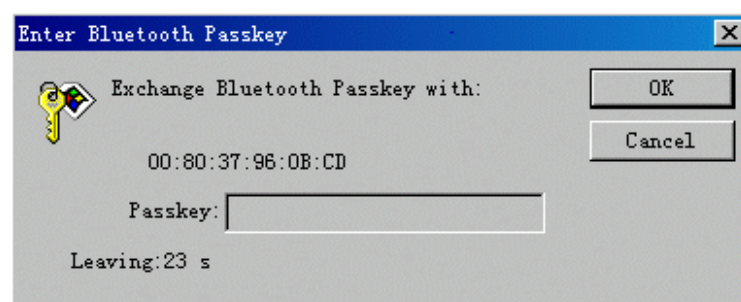 Enter Bluetooth Passkey
Exchange Bluetooth Passkey with:
OK
Cancel
00:80:37:96:0B:CD
Passkey:
Leaving:23 s